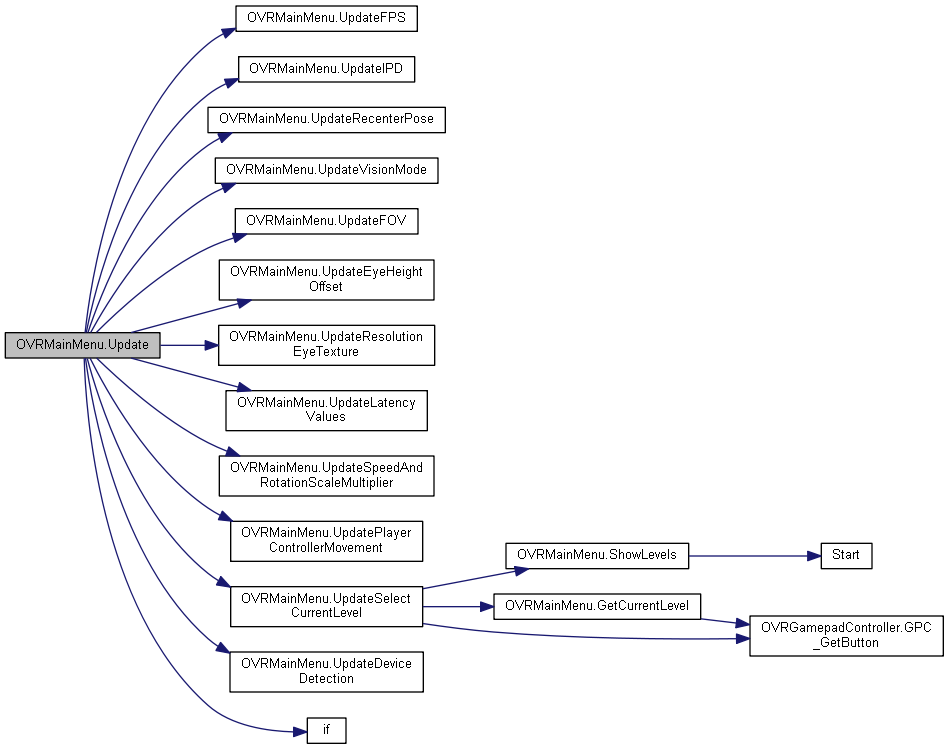 OVRMainMenu.UpdateFPS
OVRMainMenu.UpdateIPD
OVRMainMenu.UpdateRecenterPose
OVRMainMenu.UpdateVisionMode
OVRMainMenu.UpdateFOV
OVRMainMenu.UpdateEyeHeight
Offset
OVRMainMenu.Update
OVRMainMenu.UpdateResolution
EyeTexture
OVRMainMenu.UpdateLatency
Values
OVRMainMenu.UpdateSpeedAnd
RotationScaleMultiplier
OVRMainMenu.UpdatePlayer
ControllerMovement
OVRMainMenu.UpdateSelect
CurrentLevel
OVRMainMenu.ShowLevels
Start
OVRMainMenu.GetCurrentLevel
OVRGamepadController.GPC
_GetButton
OVRMainMenu.UpdateDevice
Detection
if